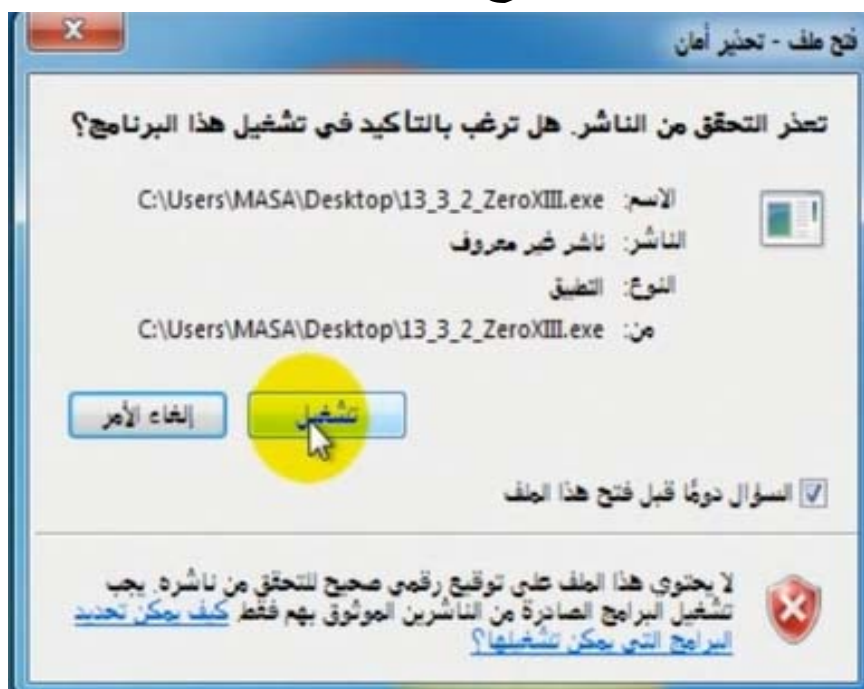 فتح ملف - تحذير أمان
تعذر التحقق من الناشر. هل ترغب بالتأكيد في تشغيل هذا البرنامج؟
الاسم: C:\Users\MASA\Desktop\13_3_2_ZeroXIII.exe
الناشر: ناشر غير معروف
النوع: التطبيق
من: C:\Users\MASA\Desktop\13_3_2_ZeroXIII.exe
تشغيل إلغاء الأمر
السؤال دومًا قبل فتح هذا الملف
لا يحتوي هذا الملف على توقيع رقمي صحيح للتحقق من ناشره. يجب
تشغيل البرامج الصادرة من الناشرين الموثوق بهم فقط كيف يمكن تحديد
البرامج التي يمكن تشغيلها؟